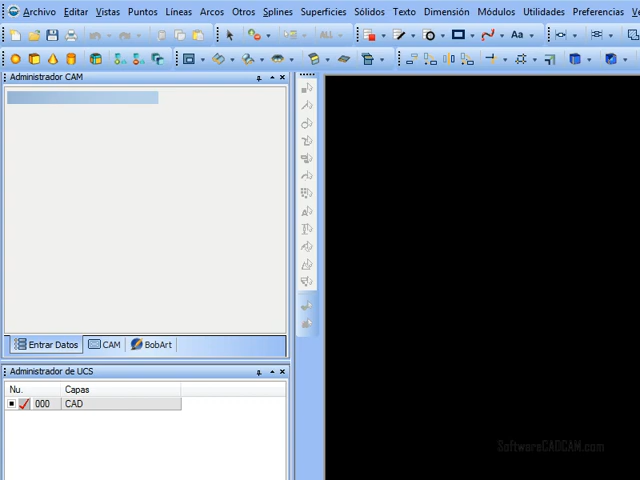 Archivo Editar Vistas Puntos Líneas Arcos Otros Splines Superficies Sólidos Texto Dimensión Módulos Utilidades Preferencias
ALL Aa
Administrador CAM
Entrar Datos CAM BobArt
Administrador de UCS
Nu. Capas
000 CAD
SoftwareCADCAM.com